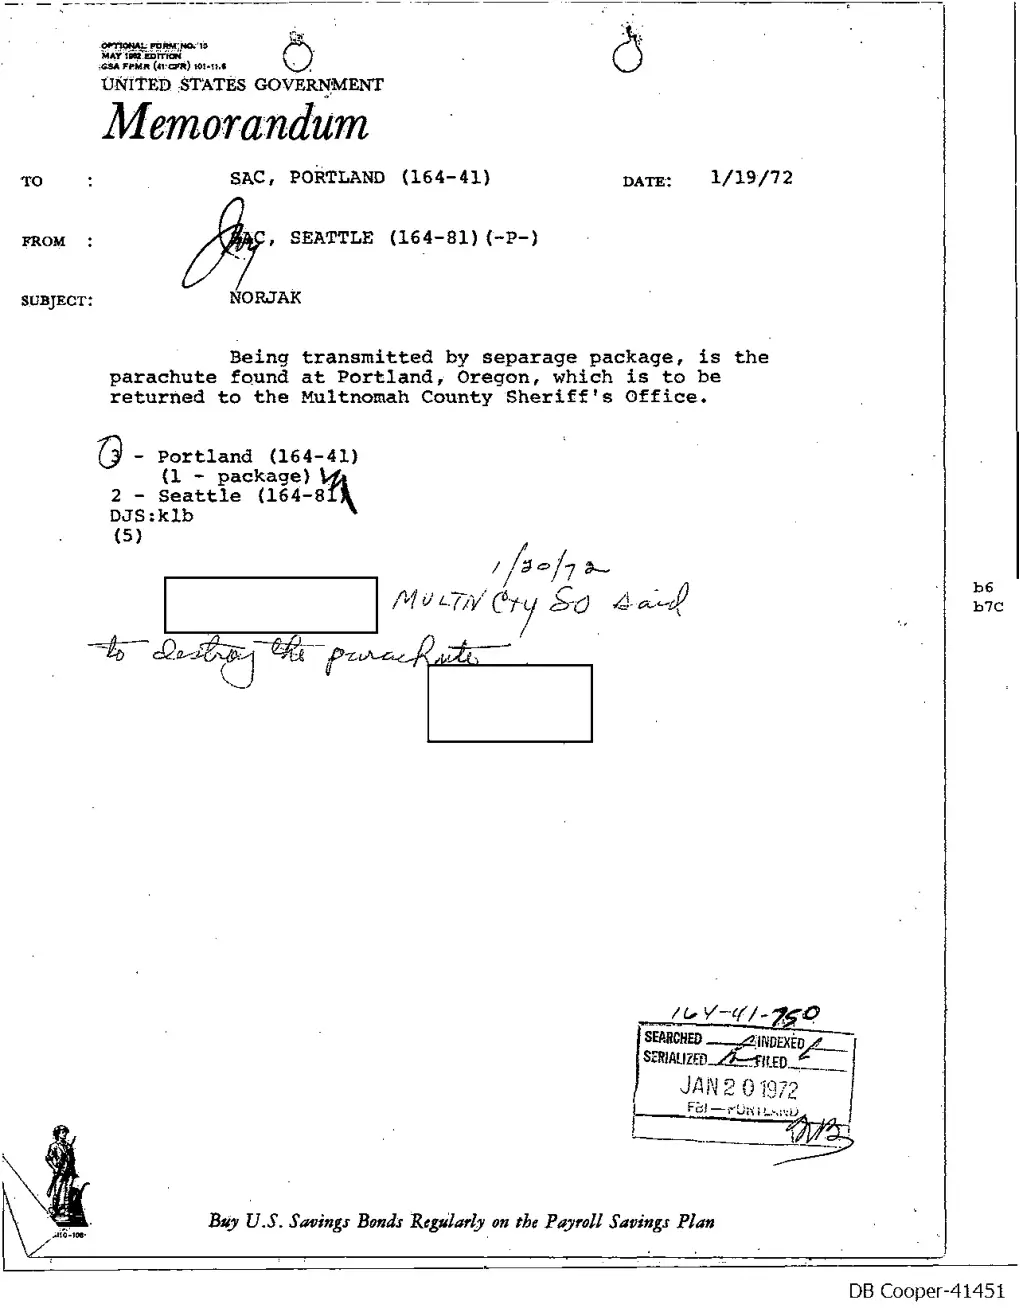 OPTIONAL FORM NO. 10
MAY 1962 EDITION
GSA FPMR (41 CFR) 101-11.6
UNITED STATES GOVERNMENT
Memorandum
TO : SAC, PORTLAND (164-41) DATE: 1/19/72
FROM : SAC, SEATTLE (164-81)(-P-)
SUBJECT: NORJAK
Being transmitted by separage package, is the
parachute found at Portland, Oregon, which is to be
returned to the Multnomah County Sheriff's Office.
3 - Portland (164-41)
(1 - package)
2 - Seattle (164-81)
DJS:klb
(5)
1/20/72
MULTN Cty SO said
to destroy the parachute
b6
b7C
164-41-750
SEARCHED INDEXED
SERIALIZED FILED
JAN 20 1972
FBI — PORTLAND
Buy U.S. Savings Bonds Regularly on the Payroll Savings Plan
DB Cooper-41451